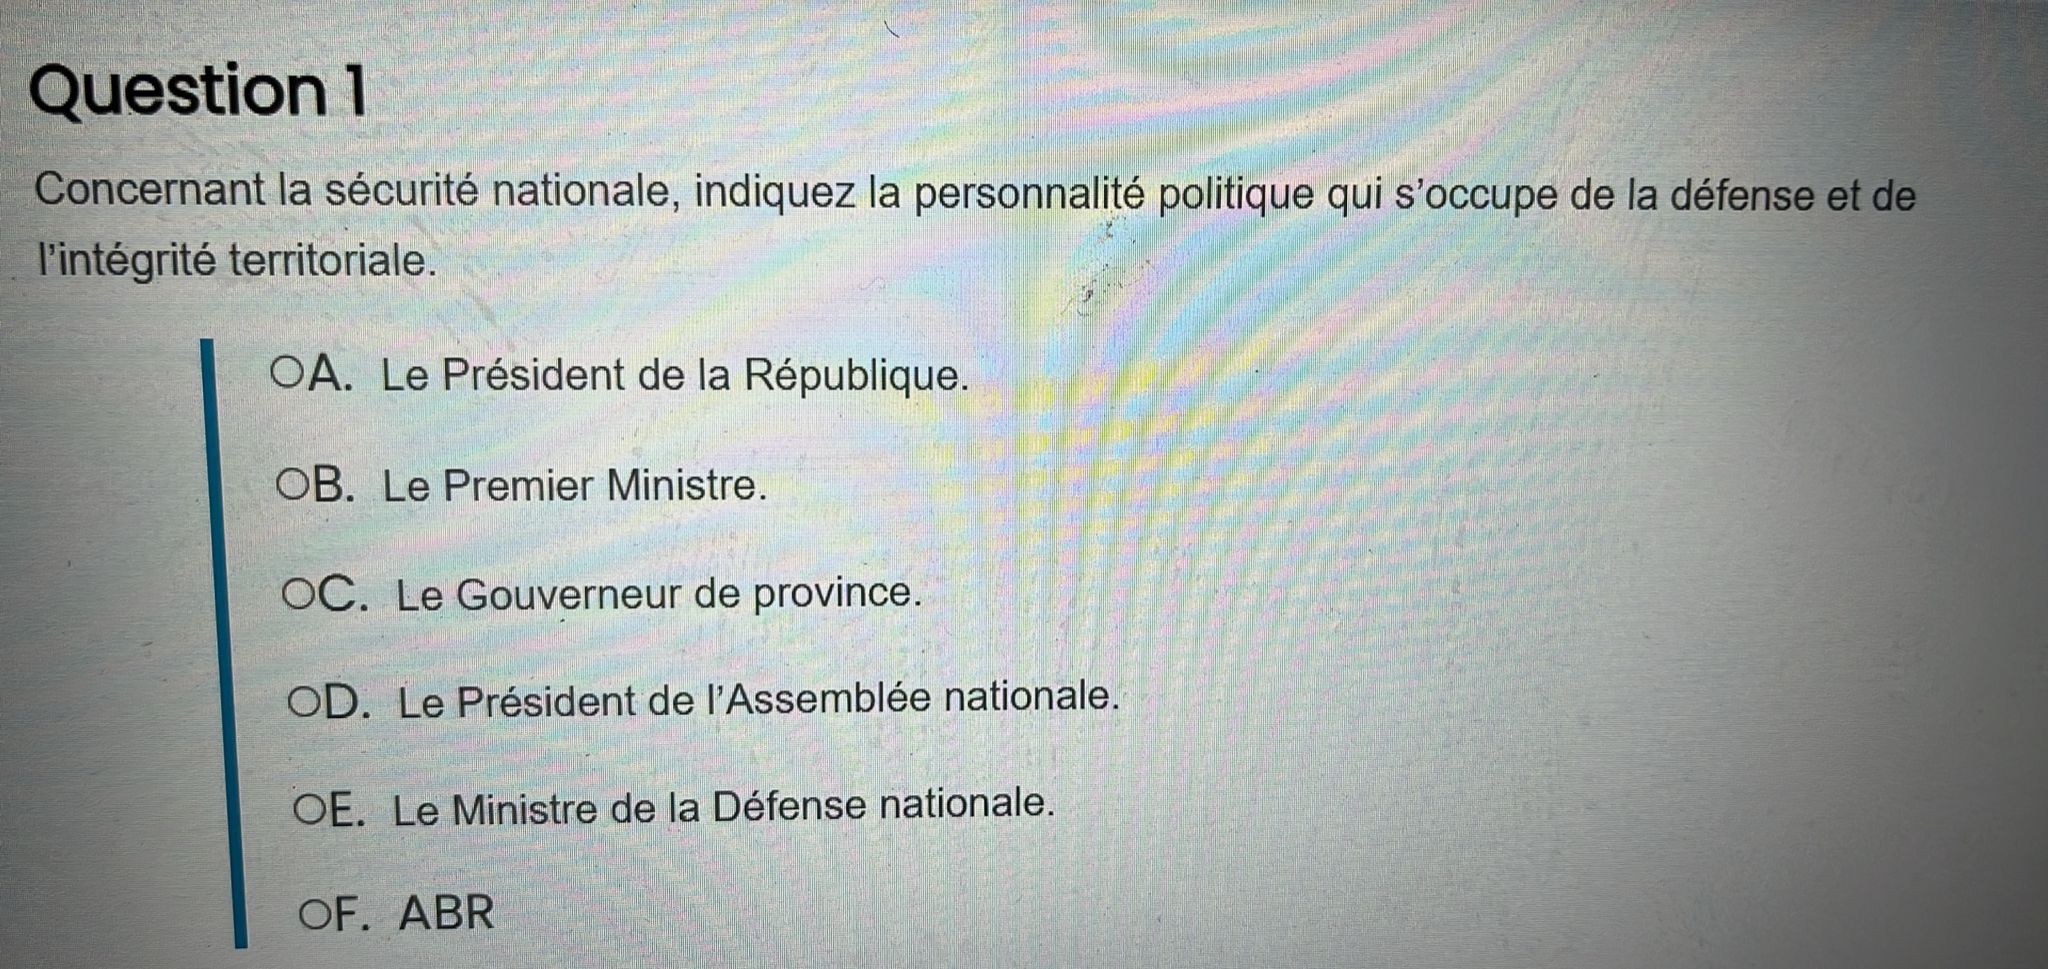 Question 1
Concernant la sécurité nationale, indiquez la personnalité politique qui s'occupe de la défense et de
l'intégrité territoriale.
A. Le Président de la République.
B. Le Premier Ministre.
C. Le Gouverneur de province.
D. Le Président de l'Assemblée nationale.
E. Le Ministre de la Défense nationale.
F. ABR